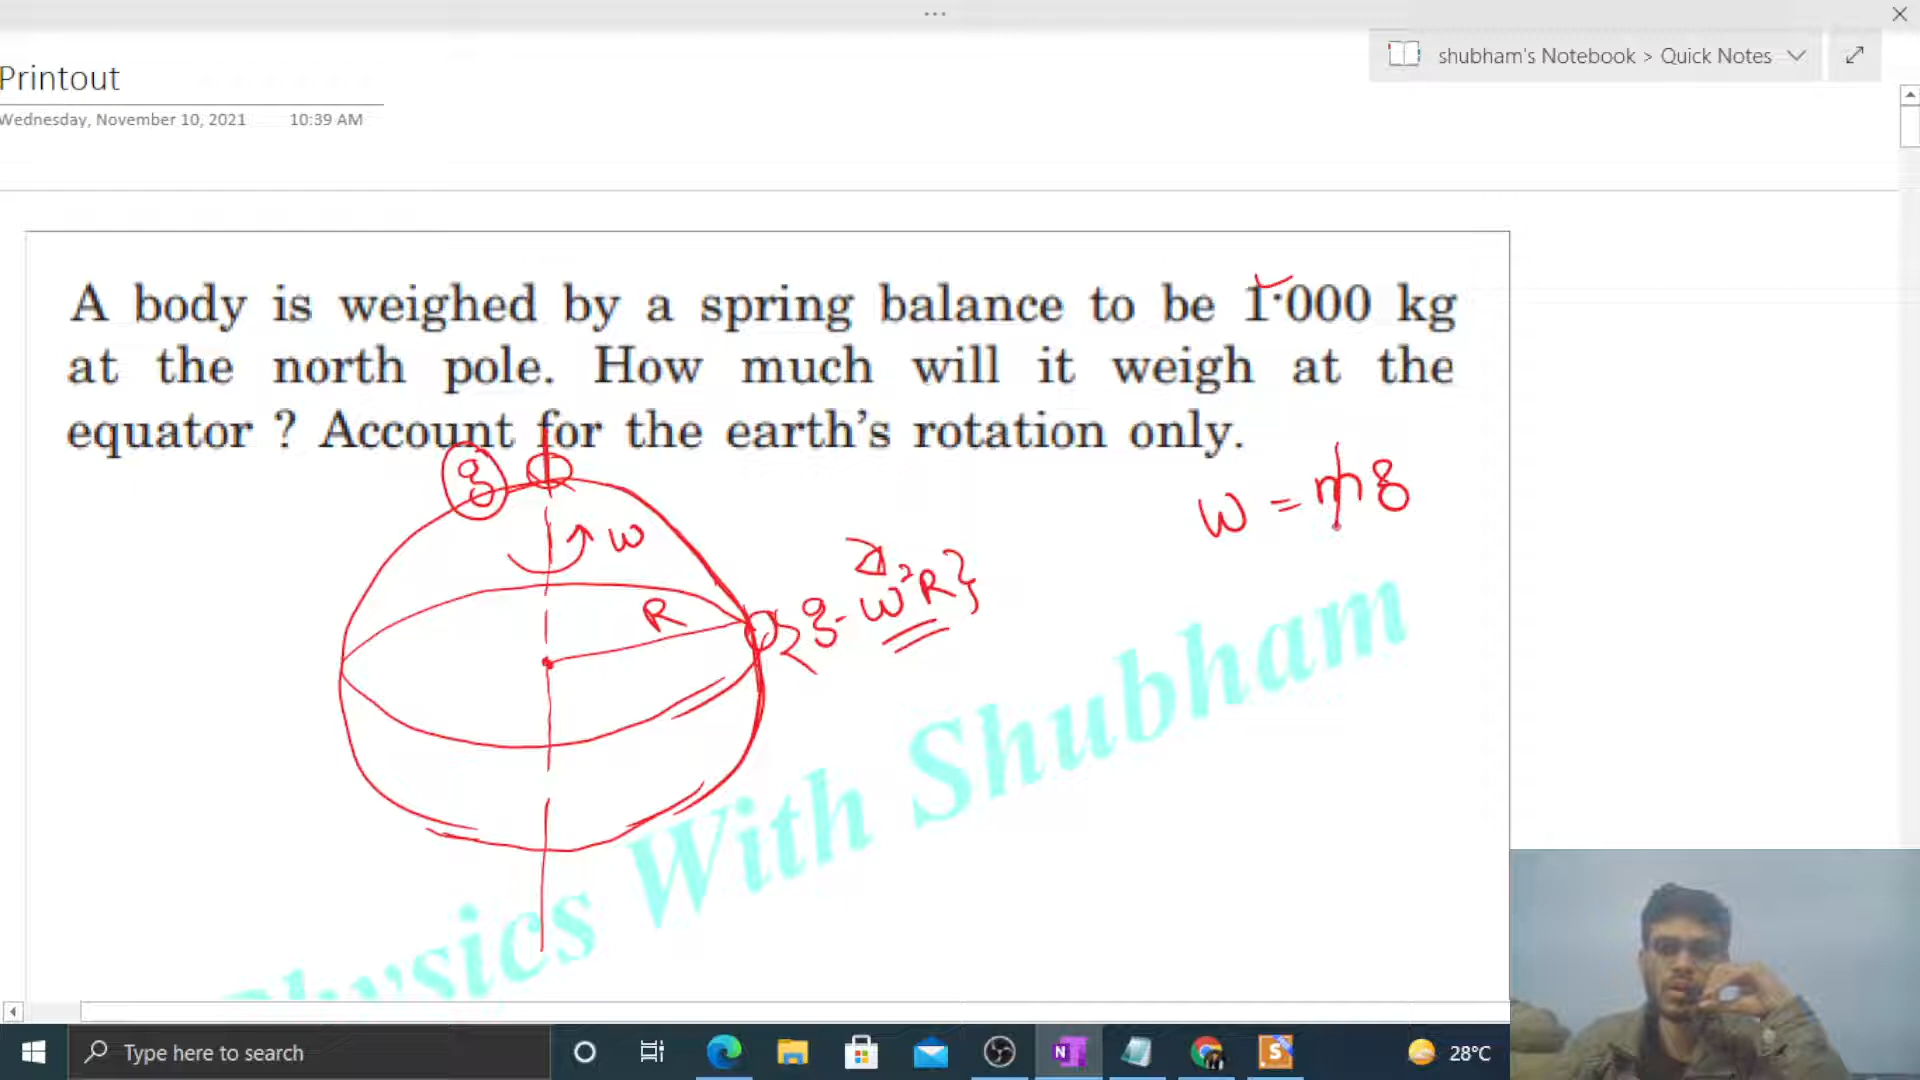 shubham's Notebook > Quick Notes
Printout
Wednesday, November 10, 2021 10:39 AM
A body is weighed by a spring balance to be 1·000 kg
at the north pole. How much will it weigh at the
equator ? Account for the earth's rotation only.
g
W = mg
ω
R
{g - ω²R}
Physics With Shubham
Type here to search
28°C